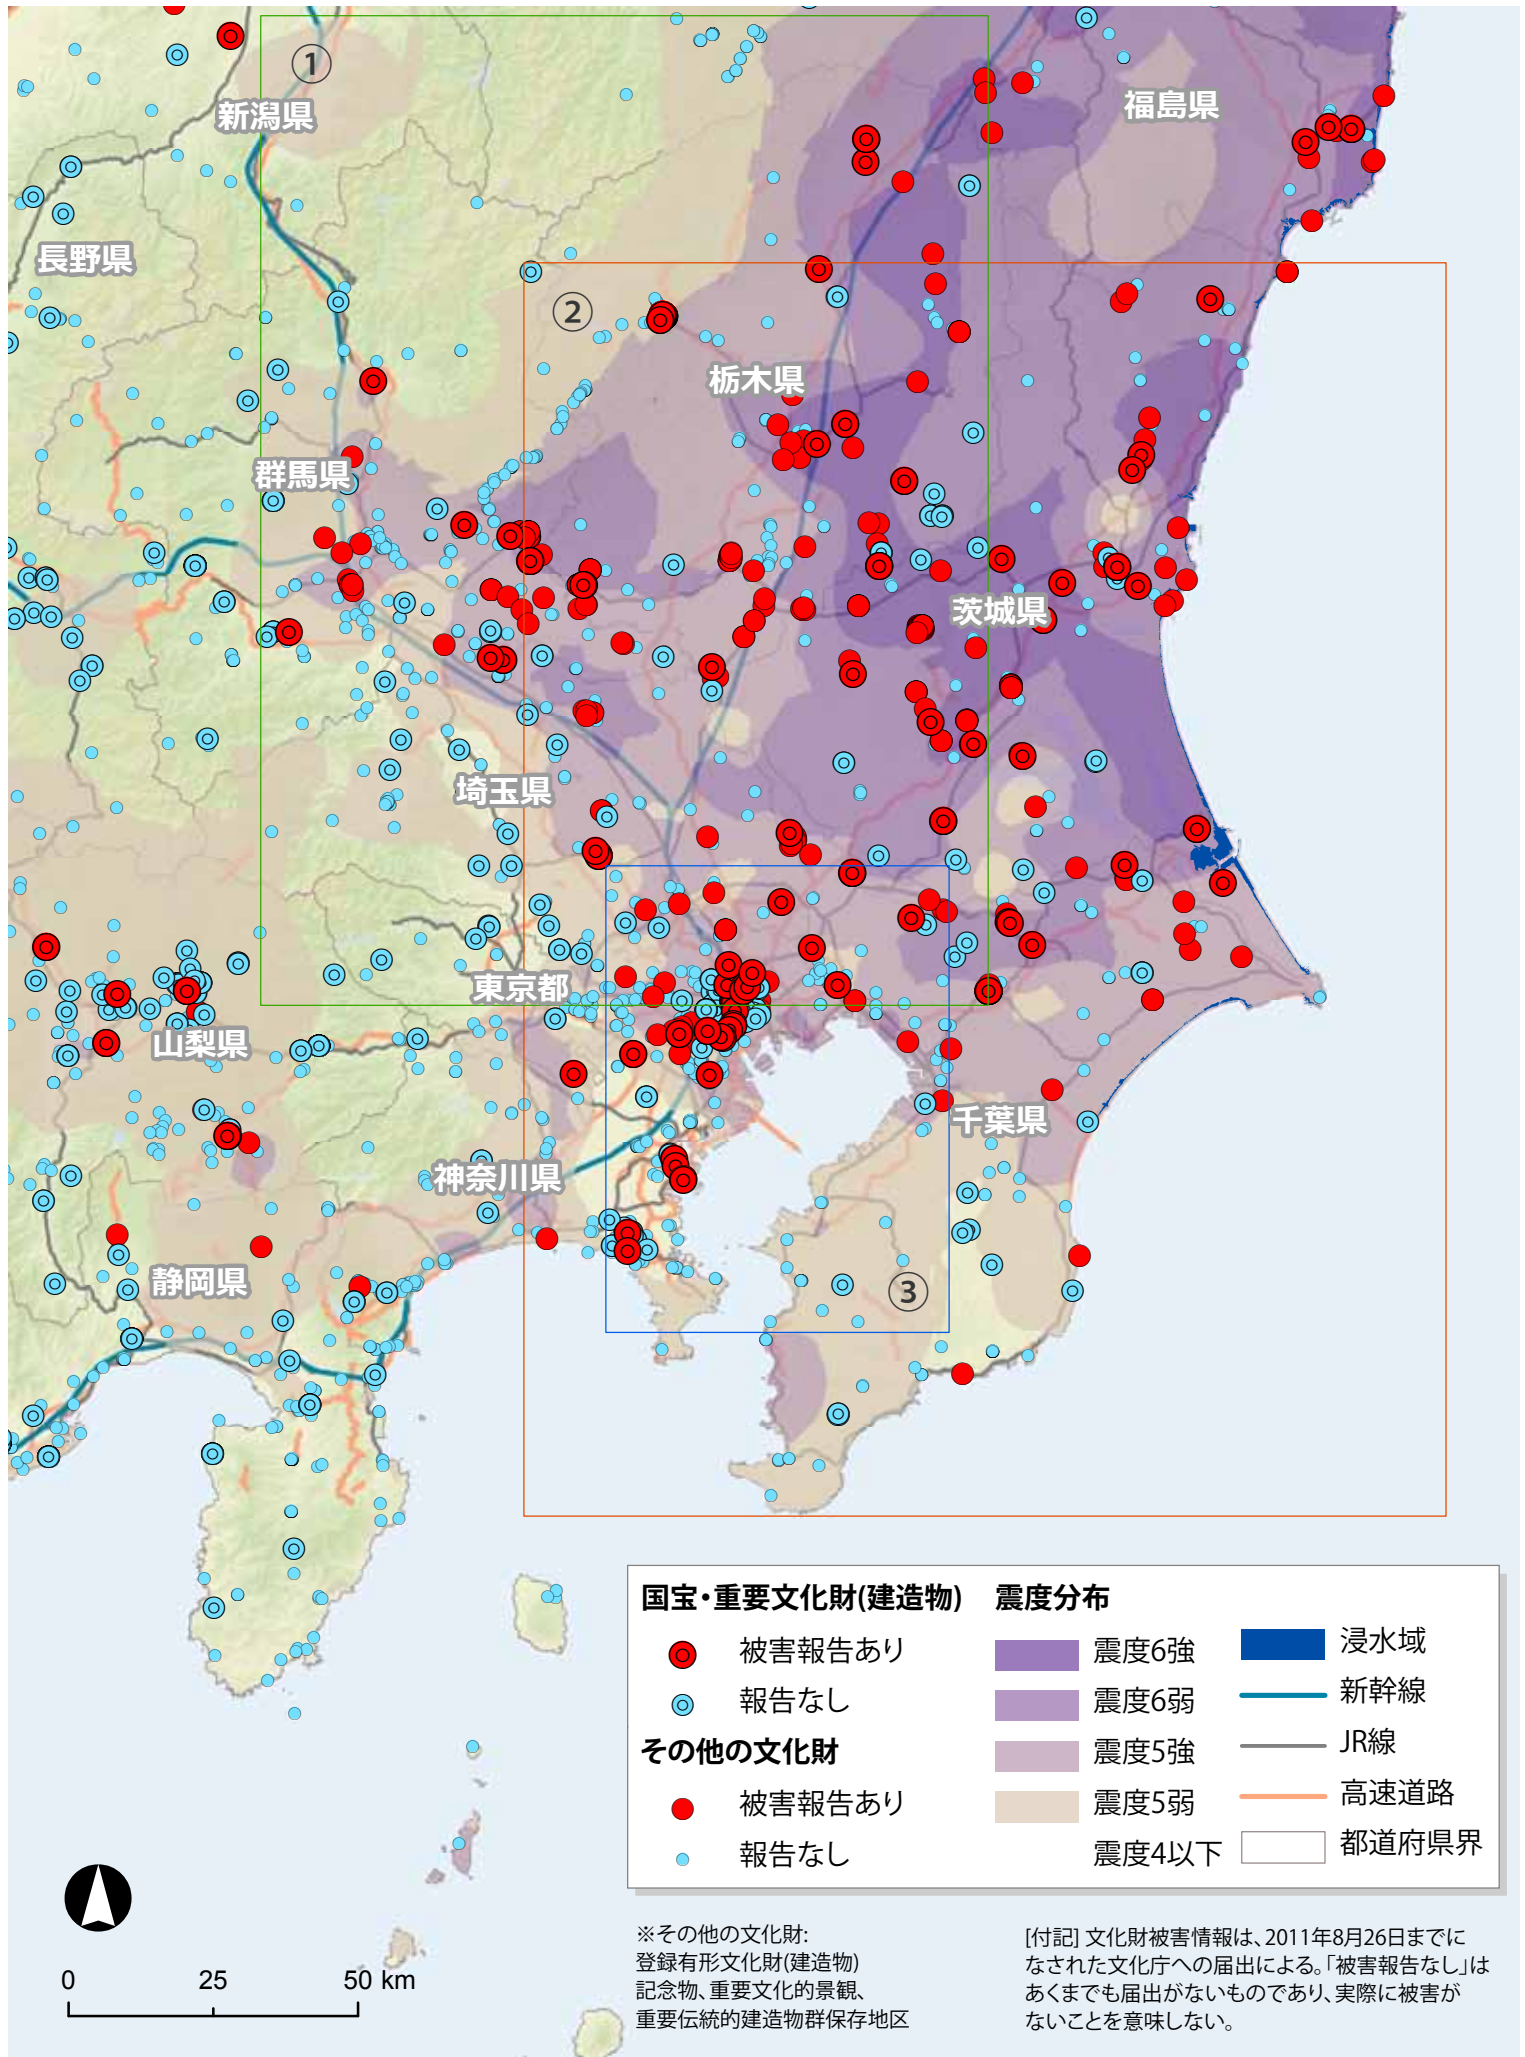 ①
新潟県
福島県
長野県
②
栃木県
群馬県
茨城県
埼玉県
東京都
山梨県
千葉県
神奈川県
静岡県
③
国宝・重要文化財(建造物)
被害報告あり
報告なし
その他の文化財
被害報告あり
報告なし
震度分布
震度6強
震度6弱
震度5強
震度5弱
震度4以下
浸水域
新幹線
JR線
高速道路
都道府県界
0 25 50 km
※その他の文化財:
登録有形文化財(建造物)
記念物、重要文化的景観、
重要伝統的建造物群保存地区
[付記] 文化財被害情報は、2011年8月26日までに
なされた文化庁への届出による。「被害報告なし」は
あくまでも届出がないものであり、実際に被害が
ないことを意味しない。